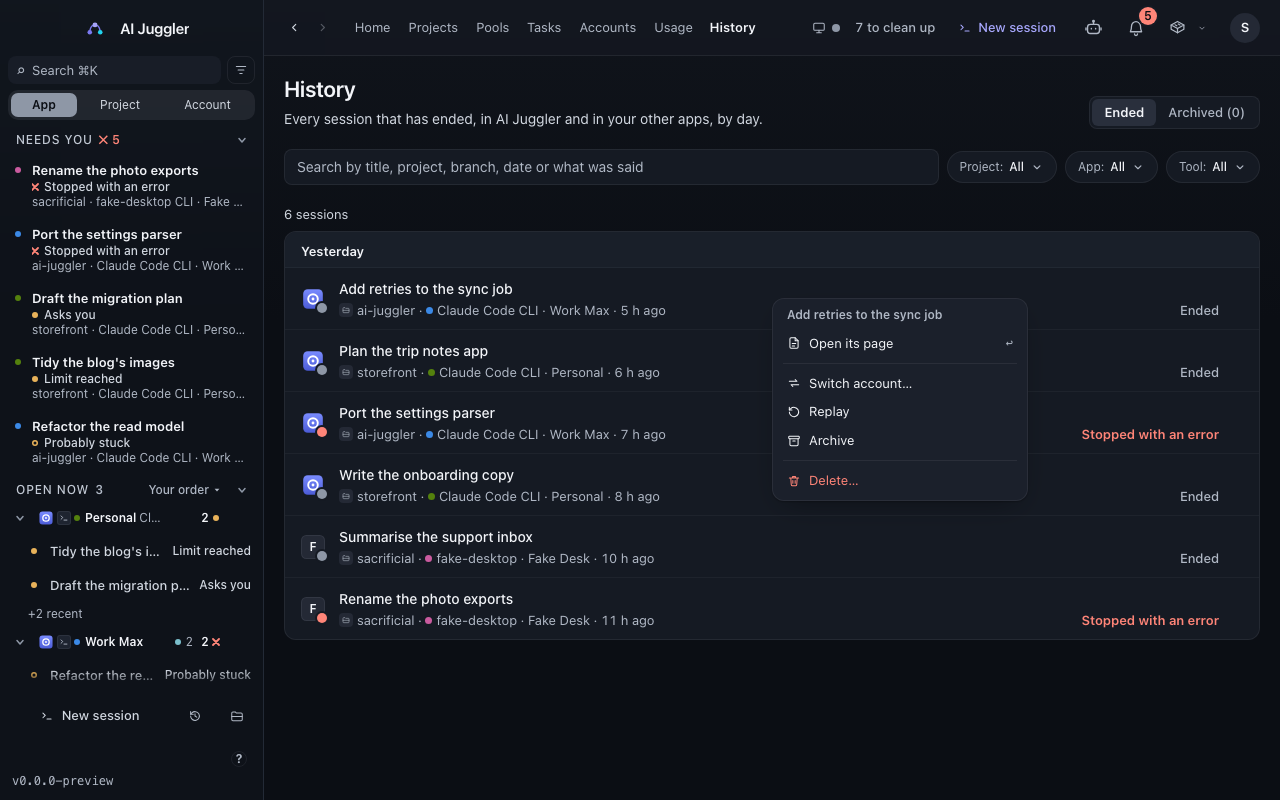 AI Juggler
Search ⌘K
App Project Account
NEEDS YOU 5
Rename the photo exports
Stopped with an error
sacrificial · fake-desktop CLI · Fake ...
Port the settings parser
Stopped with an error
ai-juggler · Claude Code CLI · Work ...
Draft the migration plan
Asks you
storefront · Claude Code CLI · Perso...
Tidy the blog's images
Limit reached
storefront · Claude Code CLI · Perso...
Refactor the read model
Probably stuck
ai-juggler · Claude Code CLI · Work ...
OPEN NOW 3 Your order
Personal Cl... 2
Tidy the blog's i... Limit reached
Draft the migration p... Asks you
+2 recent
Work Max 2 2
Refactor the re... Probably stuck
New session
?
v0.0.0-preview
Home Projects Pools Tasks Accounts Usage History 7 to clean up New session 5 S
History
Every session that has ended, in AI Juggler and in your other apps, by day.
Ended Archived (0)
Search by title, project, branch, date or what was said
Project: All App: All Tool: All
6 sessions
Yesterday
Add retries to the sync job
ai-juggler · Claude Code CLI · Work Max · 5 h ago
Ended
Plan the trip notes app
storefront · Claude Code CLI · Personal · 6 h ago
Ended
Port the settings parser
ai-juggler · Claude Code CLI · Work Max · 7 h ago
Stopped with an error
Write the onboarding copy
storefront · Claude Code CLI · Personal · 8 h ago
Ended
F
Summarise the support inbox
sacrificial · fake-desktop · Fake Desk · 10 h ago
Ended
F
Rename the photo exports
sacrificial · fake-desktop · Fake Desk · 11 h ago
Stopped with an error
Add retries to the sync job
Open its page ↩
Switch account...
Replay
Archive
Delete...